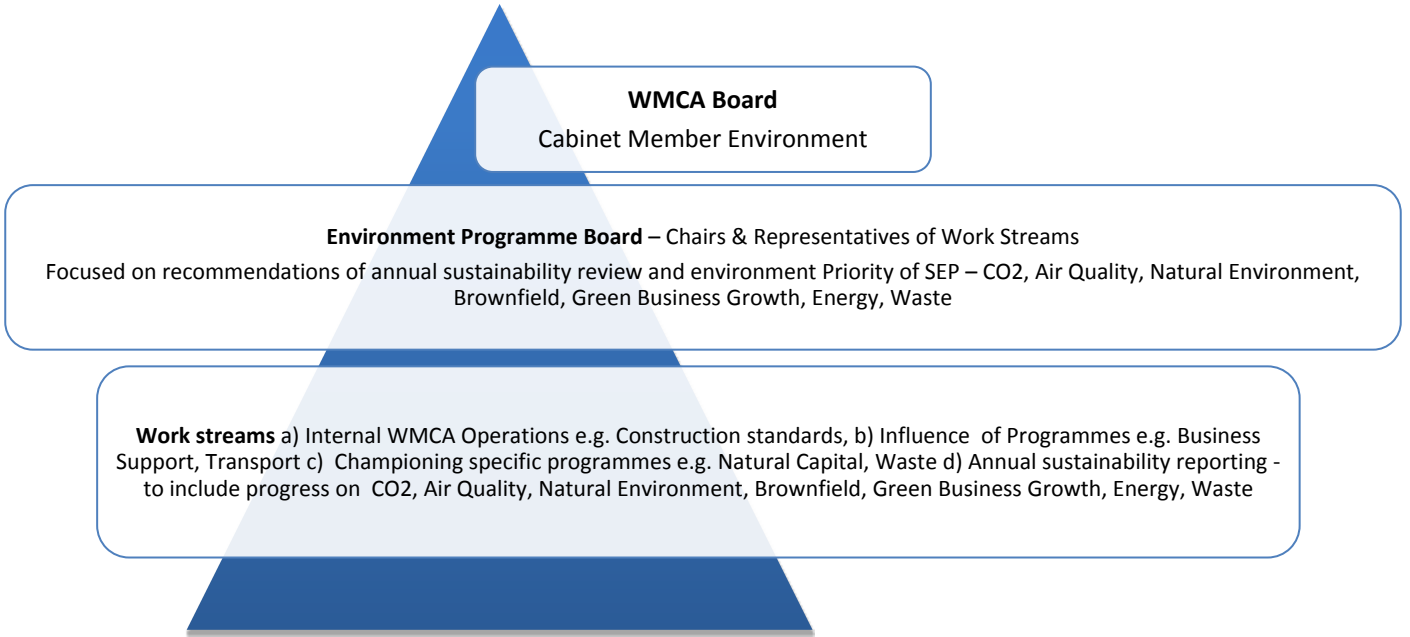 WMCA Board
Cabinet Member Environment
Environment Programme Board – Chairs & Representatives of Work Streams
Focused on recommendations of annual sustainability review and environment Priority of SEP – CO2, Air Quality, Natural Environment,
Brownfield, Green Business Growth, Energy, Waste
Work streams a) Internal WMCA Operations e.g. Construction standards, b) Influence of Programmes e.g. Business
Support, Transport c) Championing specific programmes e.g. Natural Capital, Waste d) Annual sustainability reporting -
to include progress on CO2, Air Quality, Natural Environment, Brownfield, Green Business Growth, Energy, Waste